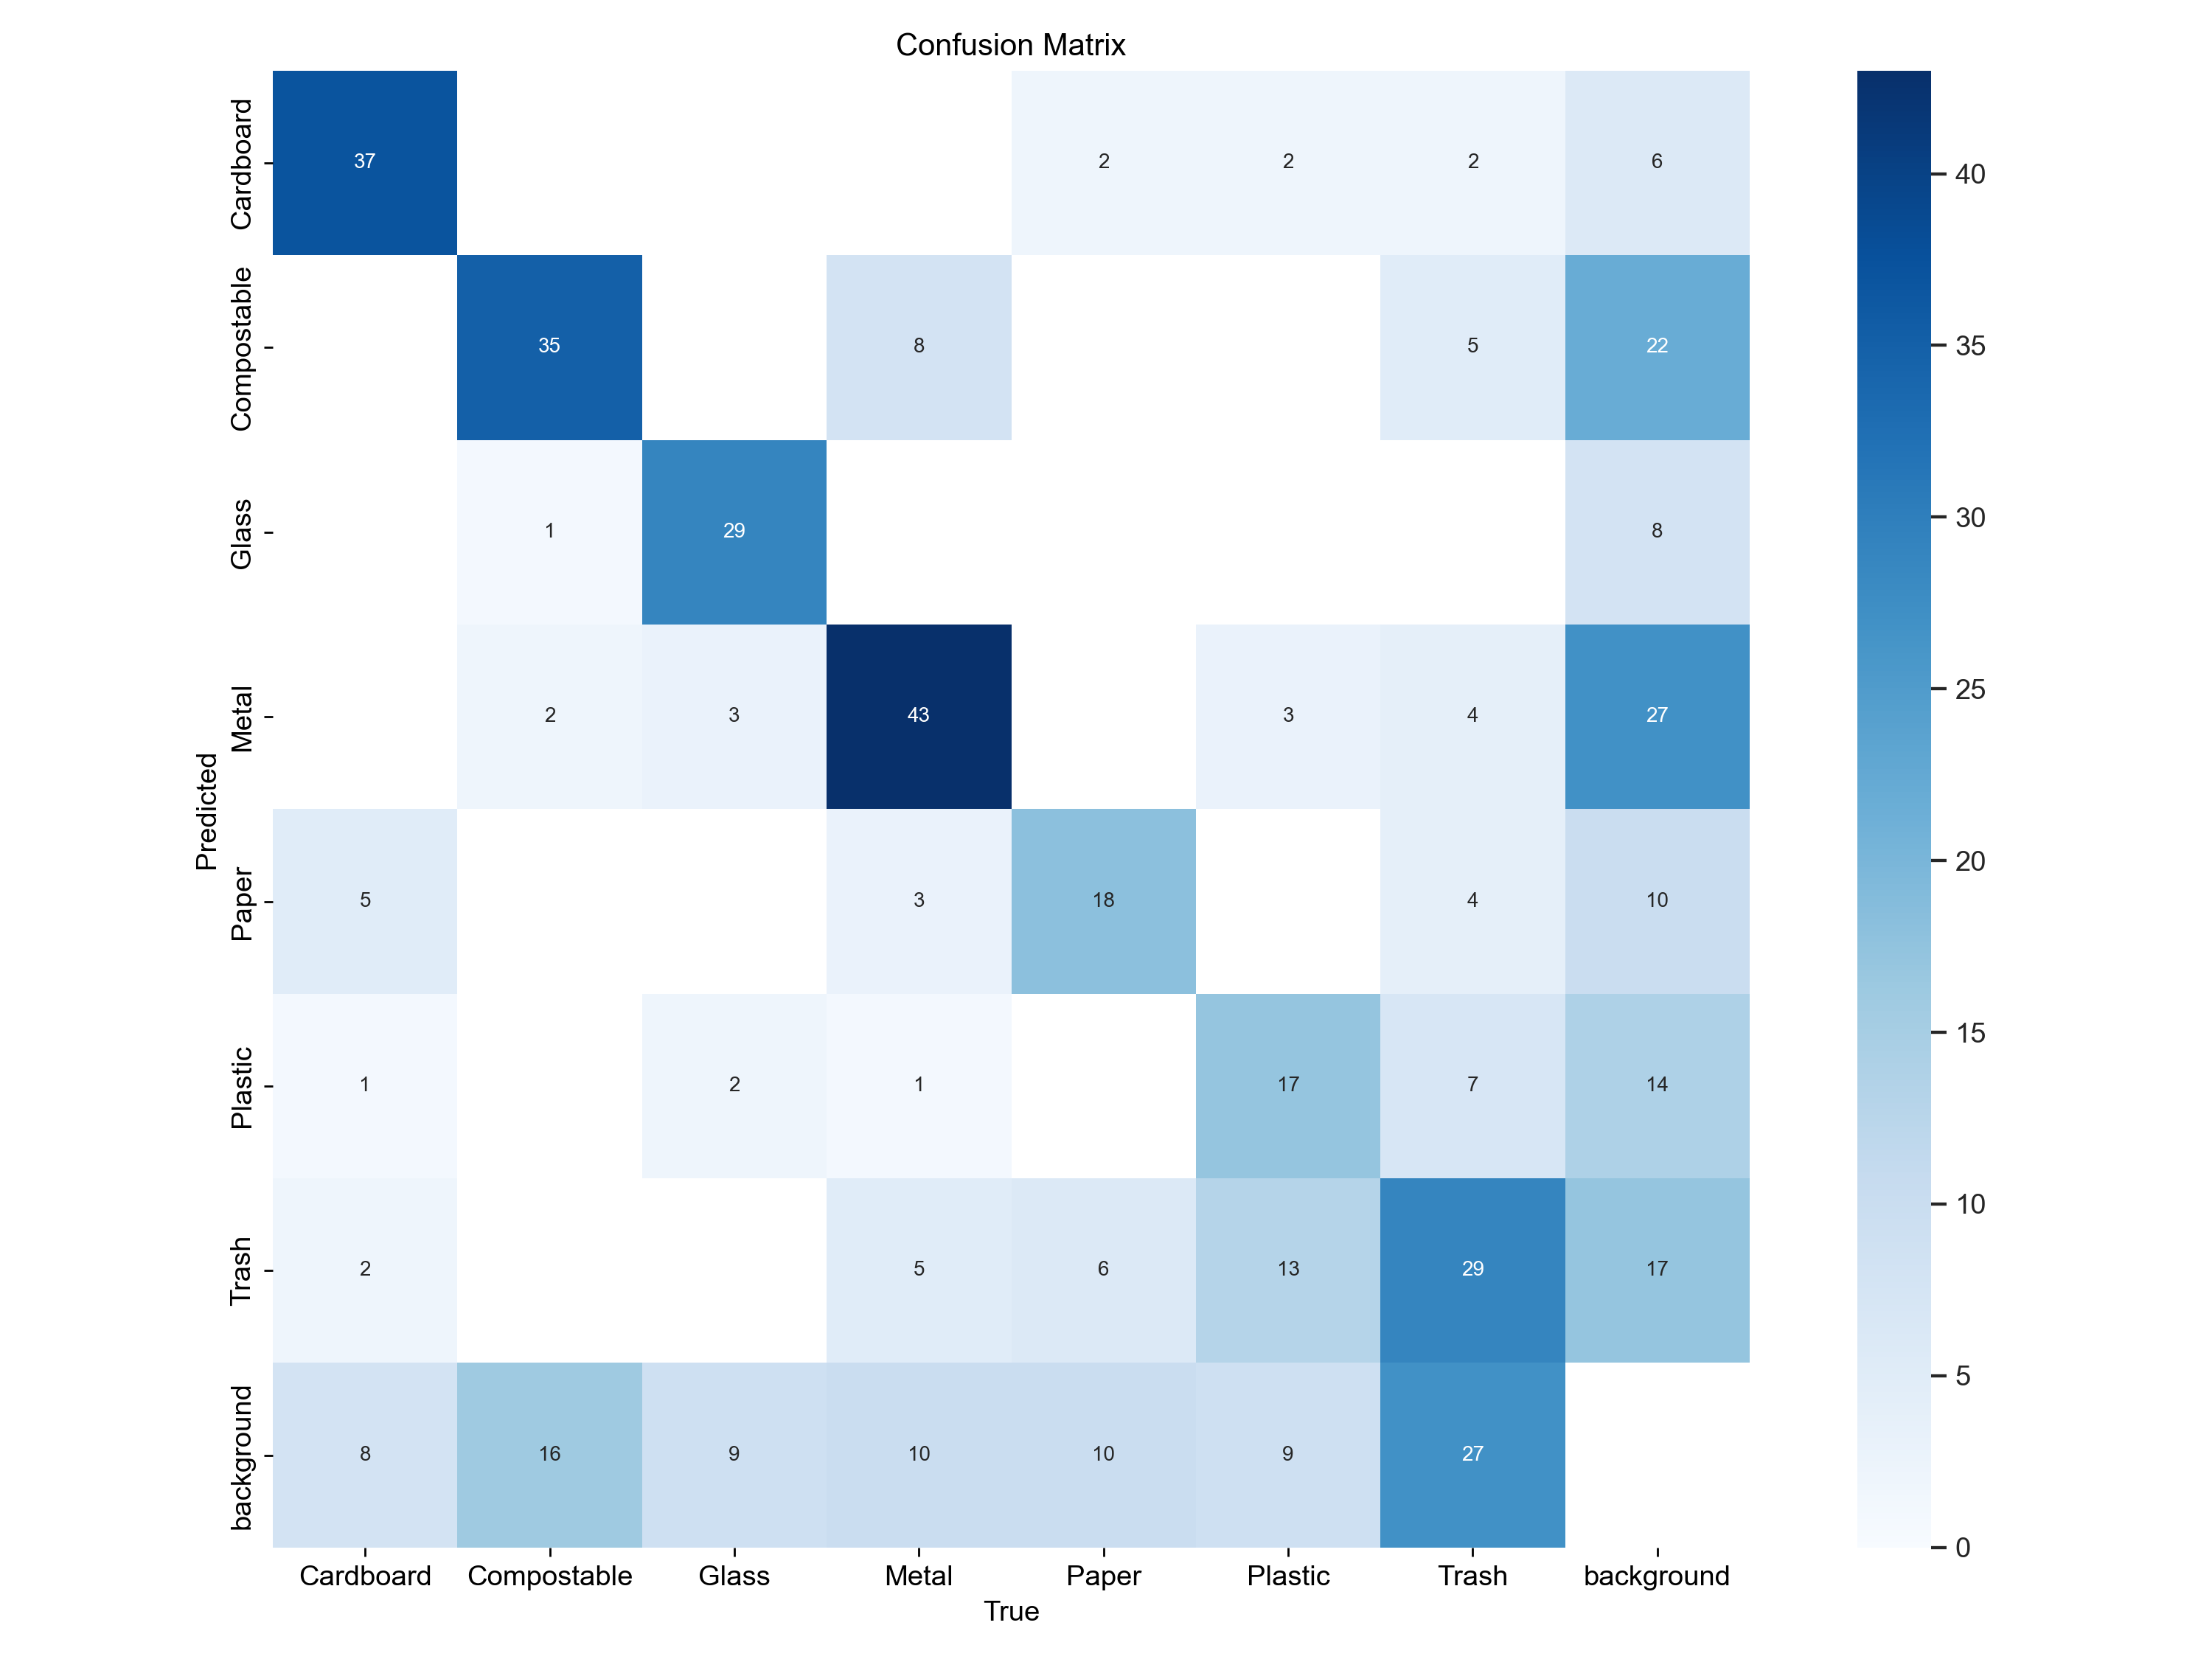 Confusion Matrix
Cardboard 37 2 2 2 6
Compostable 35 8 5 22
Glass 1 29 8
Metal 2 3 43 3 4 27
Paper 5 3 18 4 10
Plastic 1 2 1 17 7 14
Trash 2 5 6 13 29 17
background 8 16 9 10 10 9 27
Predicted
Cardboard Compostable Glass Metal Paper Plastic Trash background
True
40
35
30
25
20
15
10
5
0